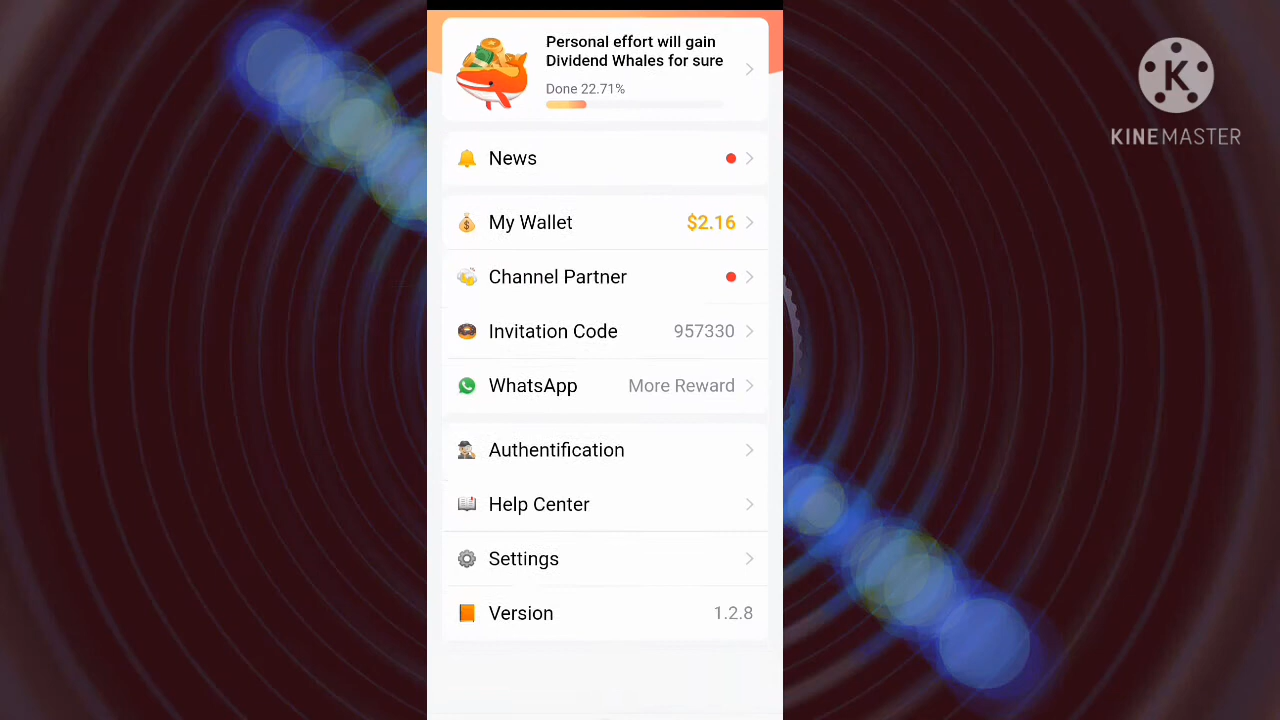 Personal effort will gain
Dividend Whales for sure
Done 22.71%
News
My Wallet $2.16
Channel Partner
Invitation Code 957330
WhatsApp More Reward
Authentification
Help Center
Settings
Version 1.2.8
K
KINEMASTER